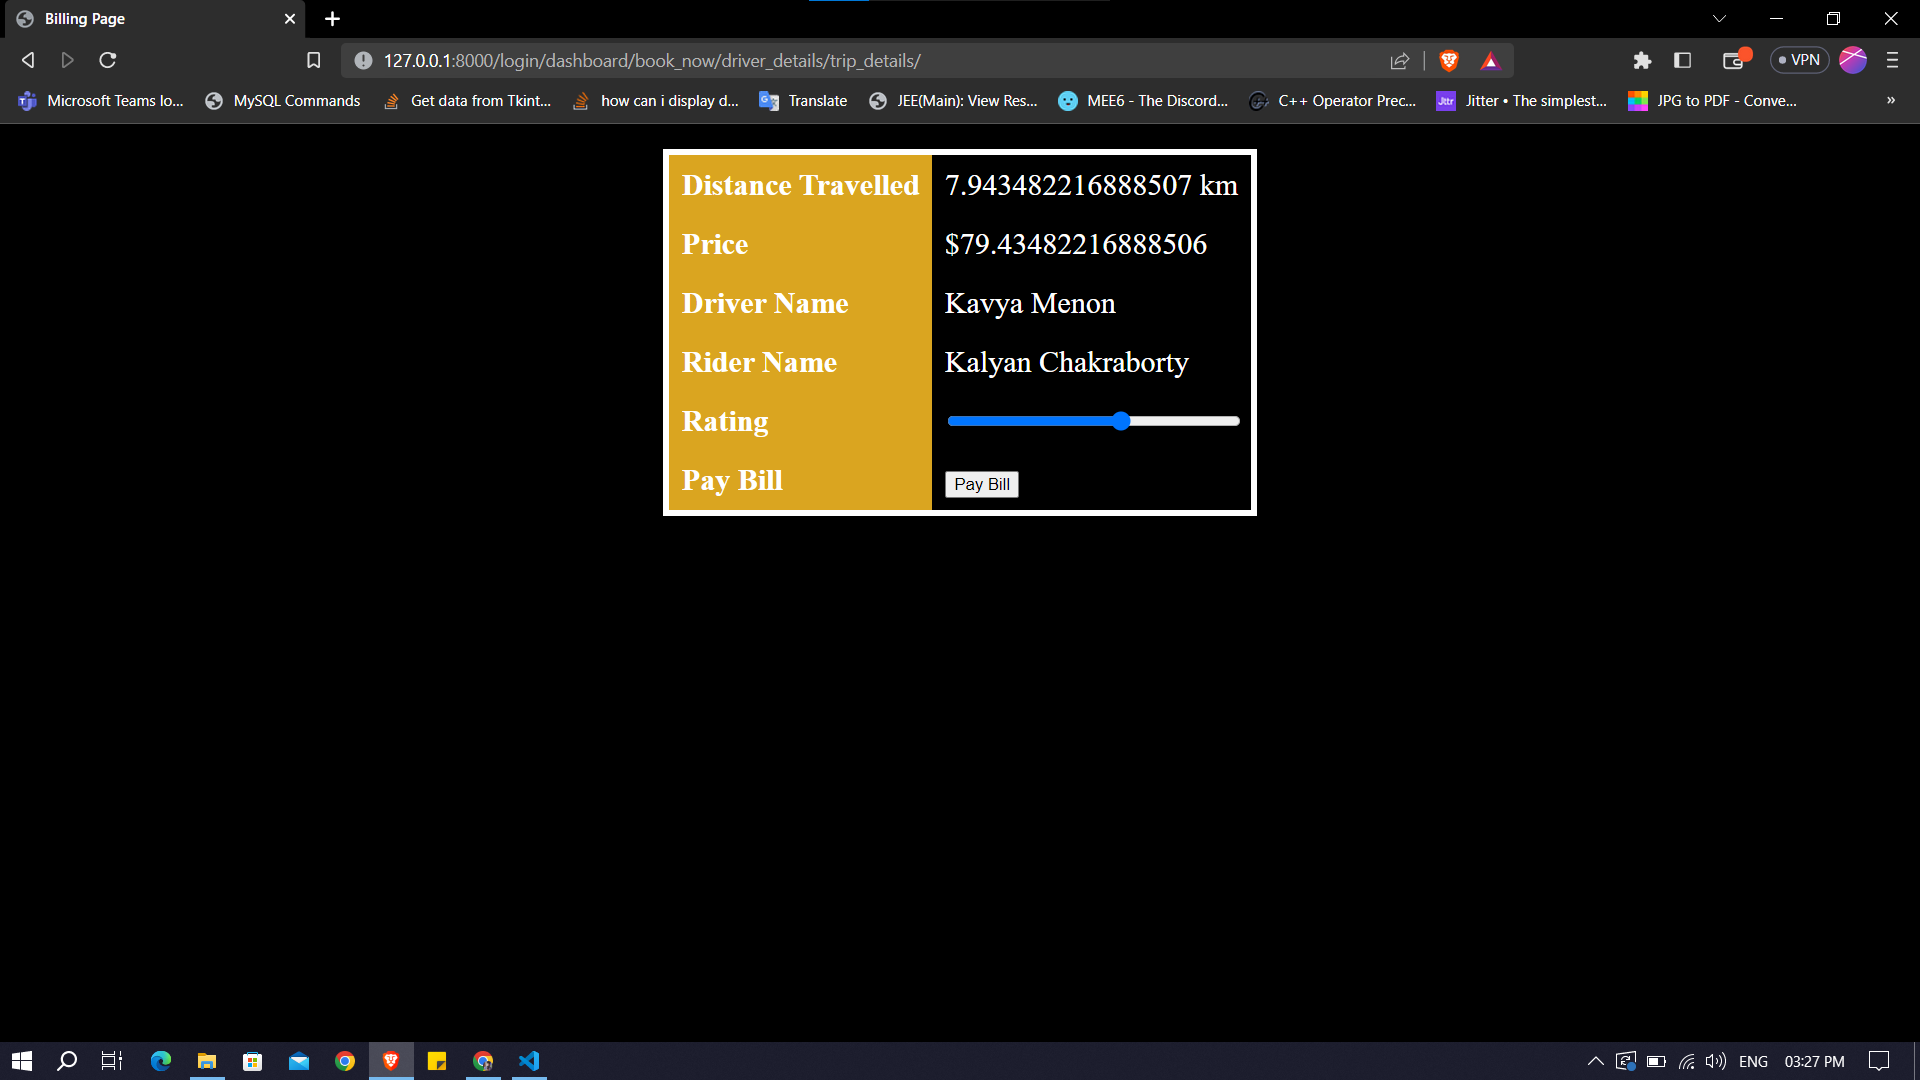 Billing Page
127.0.0.1:8000/login/dashboard/book_now/driver_details/trip_details/
VPN
Microsoft Teams lo...
MySQL Commands
Get data from Tkint...
how can i display d...
Translate
JEE(Main): View Res...
MEE6 - The Discord...
C++ Operator Prec...
Jitter • The simplest...
JPG to PDF - Conve...
»
Distance Travelled 7.943482216888507 km
Price $79.43482216888506
Driver Name Kavya Menon
Rider Name Kalyan Chakraborty
Rating
Pay Bill Pay Bill
ENG 03:27 PM